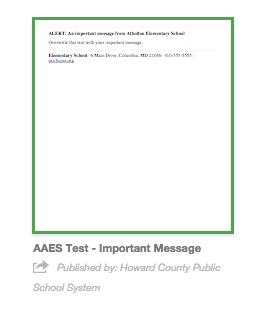 ALERT: An important message from Atholton Elementary School
Overwrite this text with your important message.
Elementary School | 6 Main Drive, Columbia, MD 21046 | 410-555-5555 |
aes.hcpss.org
AAES Test - Important Message
Published by: Howard County Public
School System